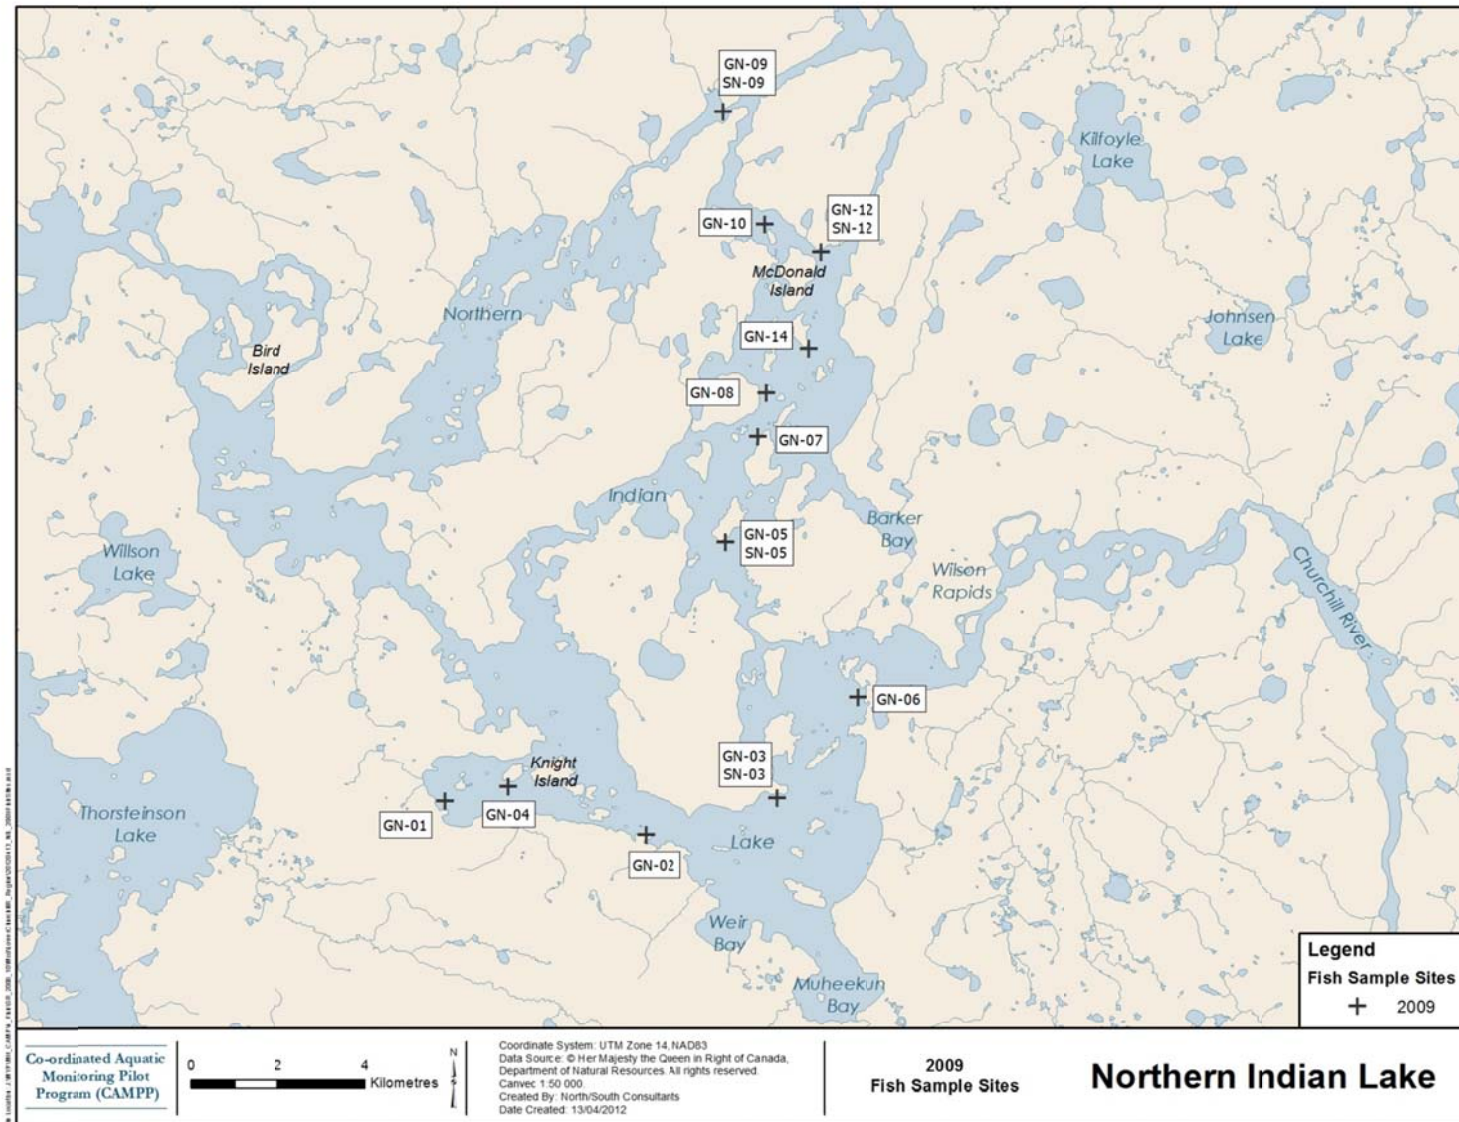 GN-09
SN-09
Kilfoyle
Lake
GN-12
SN-12
GN-10
McDonald
Island
Northern
Johnsen
Lake
GN-14
Bird
Island
GN-08
GN-07
Indian
Barker
Bay
GN-05
SN-05
Willson
Lake
Wilson
Rapids
Churchill River
GN-06
GN-03
SN-03
Knight
Island
Thorsteinson
Lake
GN-04
GN-01
Lake
GN-02
Weir
Bay
Muheekun
Bay
Legend
Fish Sample Sites
2009
Co-ordinated Aquatic
Monitoring Pilot
Program (CAMPP)
0 2 4
Kilometres
N
Coordinate System: UTM Zone 14,NAD83
Data Source: © Her Majesty the Queen in Right of Canada,
Department of Natural Resources. All rights reserved.
Canvec 1:50 000.
Created By: North/South Consultants
Date Created: 13/04/2012
2009
Fish Sample Sites
Northern Indian Lake